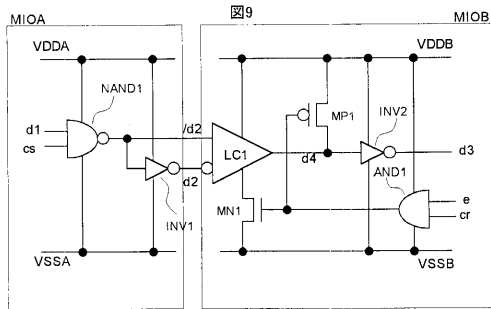 図9
MIOA
MIOB
VDDA
VDDB
NAND1
d1
cs
/d2
d2
INV1
LC1
MP1
INV2
d4
d3
AND1
MN1
e
cr
VSSA
VSSB